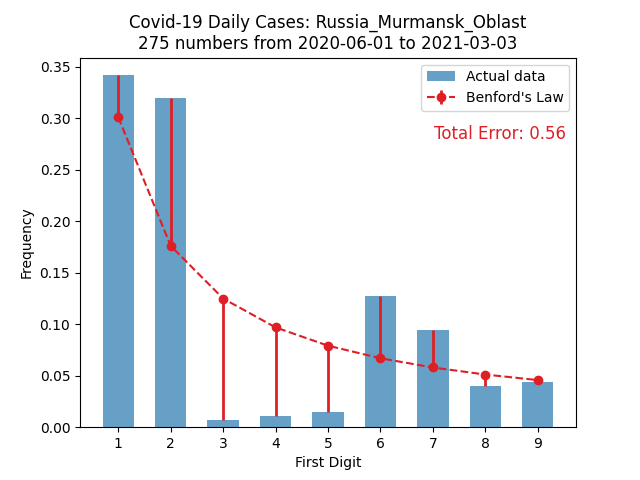 Covid-19 Daily Cases: Russia_Murmansk_Oblast
275 numbers from 2020-06-01 to 2021-03-03
Actual data
Benford's Law
Total Error: 0.56
Frequency
0.35
0.30
0.25
0.20
0.15
0.10
0.05
0.00
1 2 3 4 5 6 7 8 9
First Digit